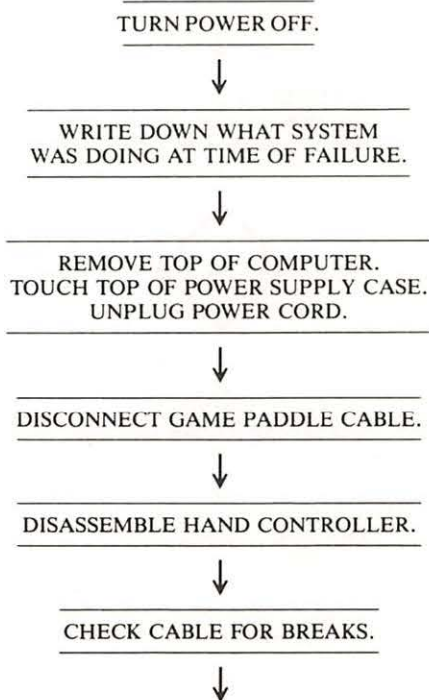 TURN POWER OFF.
WRITE DOWN WHAT SYSTEM
WAS DOING AT TIME OF FAILURE.
REMOVE TOP OF COMPUTER.
TOUCH TOP OF POWER SUPPLY CASE.
UNPLUG POWER CORD.
DISCONNECT GAME PADDLE CABLE.
DISASSEMBLE HAND CONTROLLER.
CHECK CABLE FOR BREAKS.